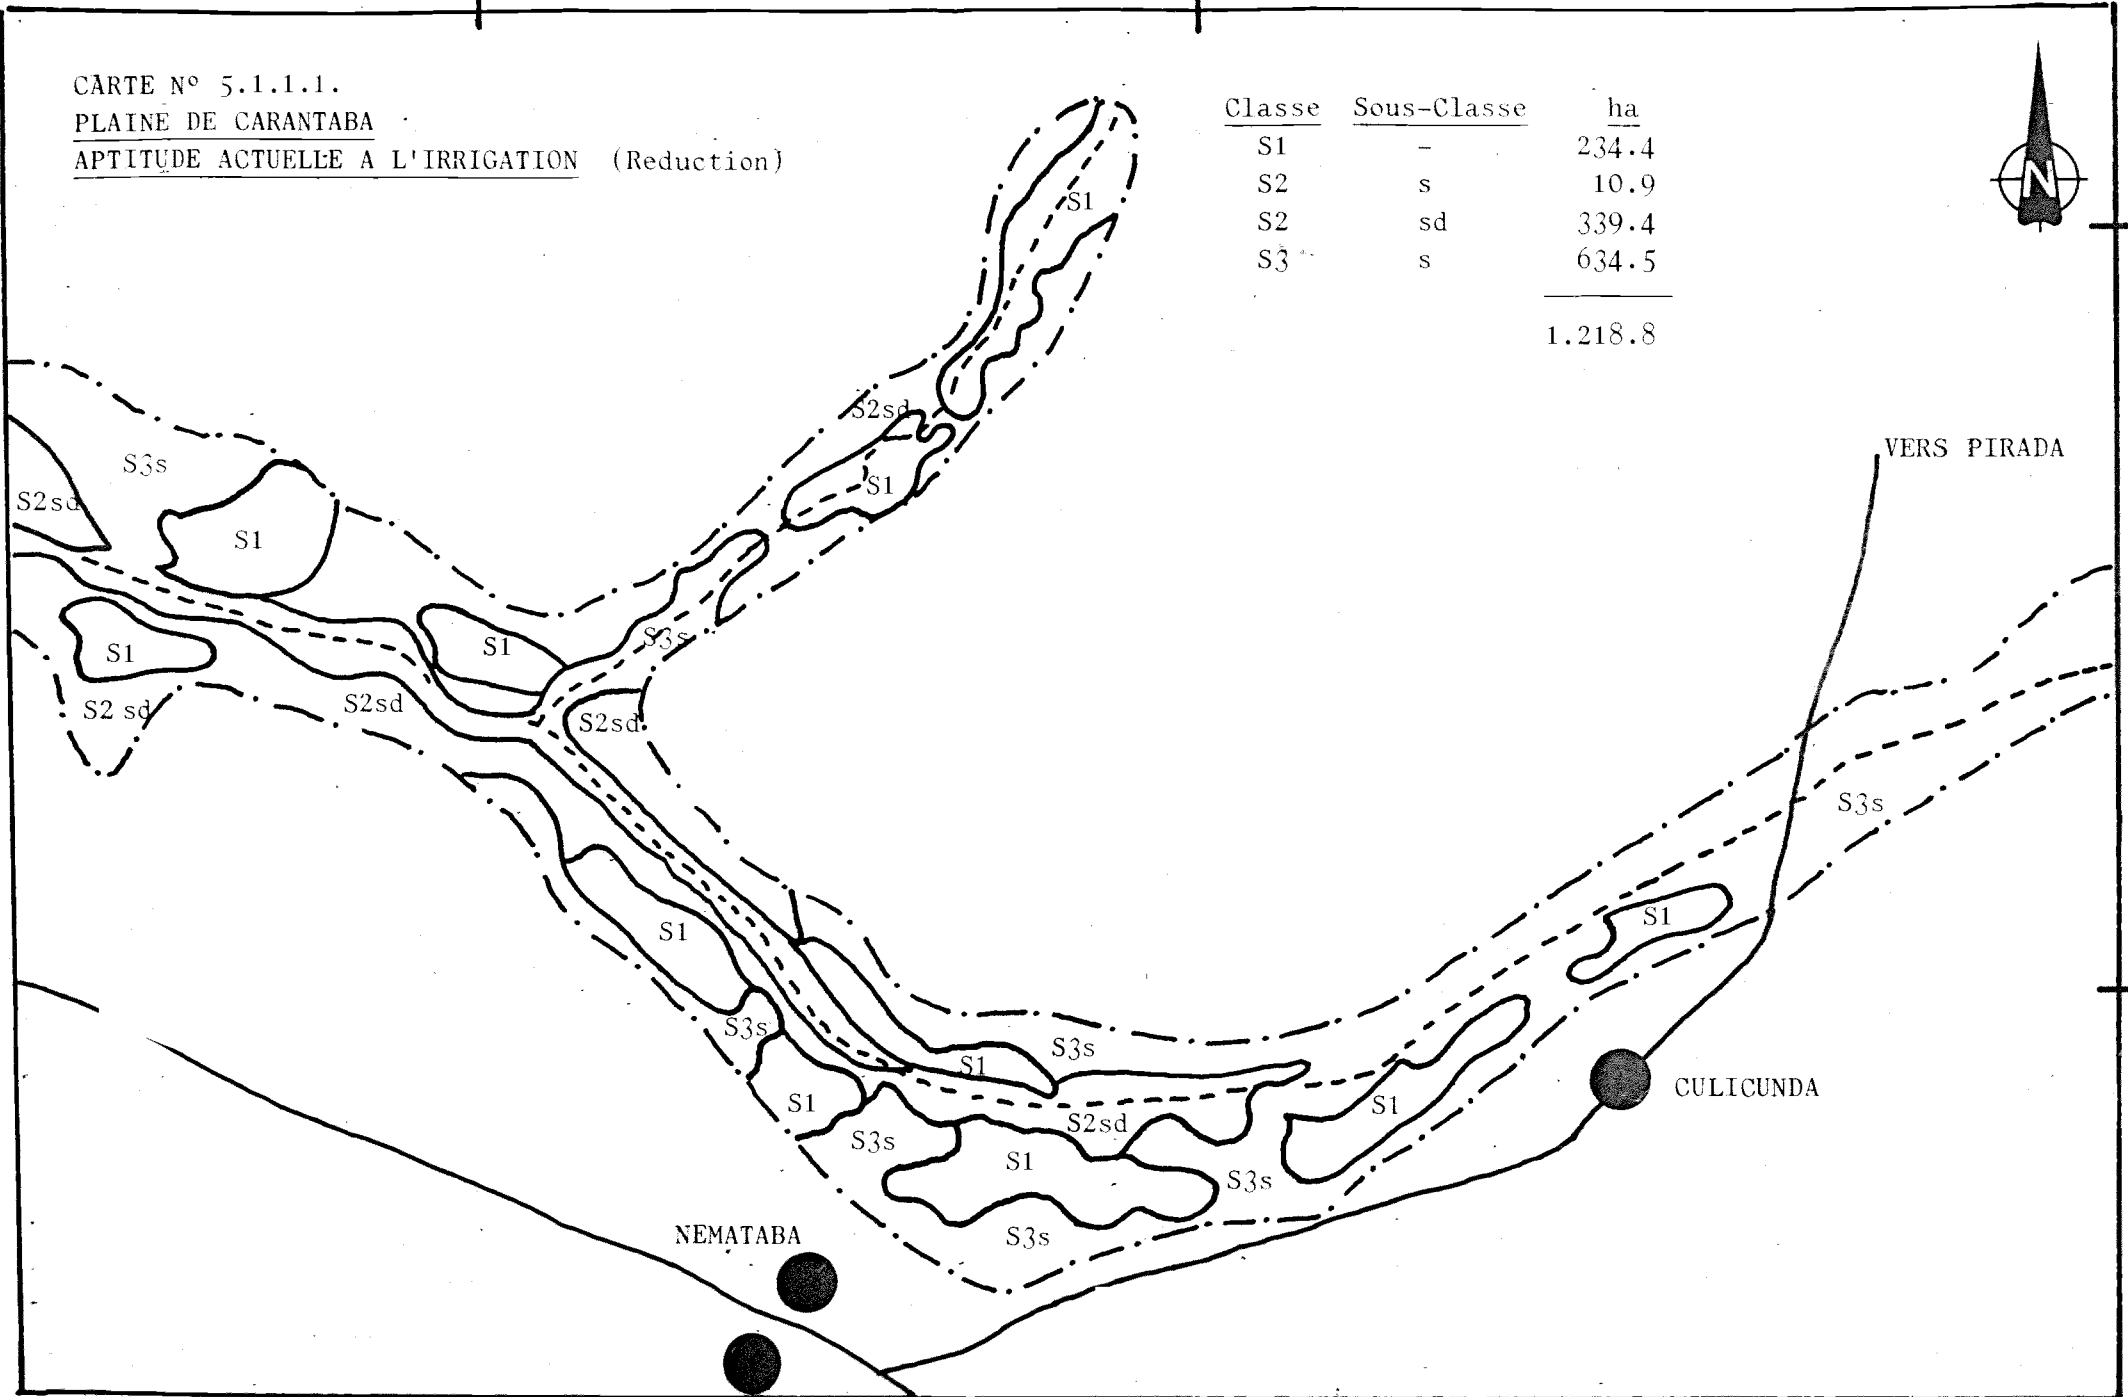 CARTE Nº 5.1.1.1.
PLAINE DE CARANTABA
APTITUDE ACTUELLE A L'IRRIGATION (Reduction)
Classe Sous-Classe ha
S1 - 234.4
S2 s 10.9
S2 sd 339.4
S3 s 634.5
1.218.8
N
S1
S2sd
S1
VERS PIRADA
S3s
S2sd
S1
S1
S1
S3s
S1
S2 sd
S2sd
S2sd
S3s
S1
S1
S3s
S3s
S1
S1
S1
S2sd
S3s
S1
S3s
S3s
CULICUNDA
NEMATABA